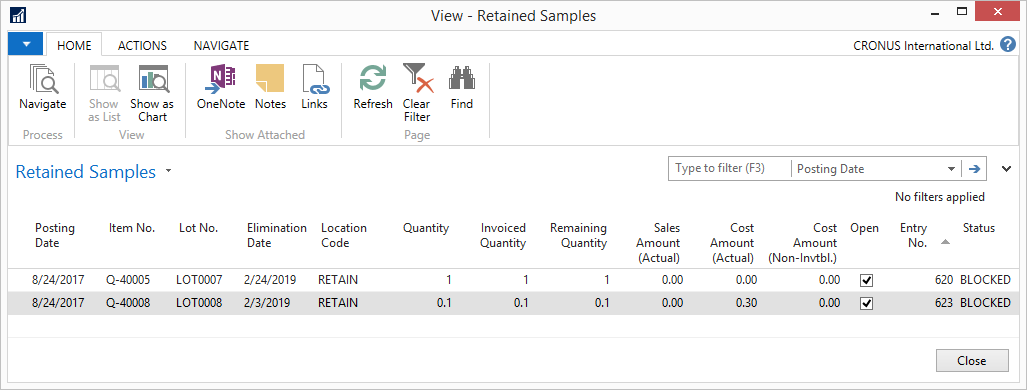 View - Retained Samples
HOME ACTIONS NAVIGATE CRONUS International Ltd. ?
Navigate Show as List Show as Chart OneNote Notes Links Refresh Clear Filter Find
Process View Show Attached Page
Retained Samples Type to filter (F3) Posting Date
No filters applied
Posting Date Item No. Lot No. Elimination Date Location Code Quantity Invoiced Quantity Remaining Quantity Sales Amount (Actual) Cost Amount (Actual) Cost Amount (Non-Invtbl.) Open Entry No. Status
8/24/2017 Q-40005 LOT0007 2/24/2019 RETAIN 1 1 1 0.00 0.00 0.00 620 BLOCKED
8/24/2017 Q-40008 LOT0008 2/3/2019 RETAIN 0.1 0.1 0.1 0.00 0.30 0.00 623 BLOCKED
Close